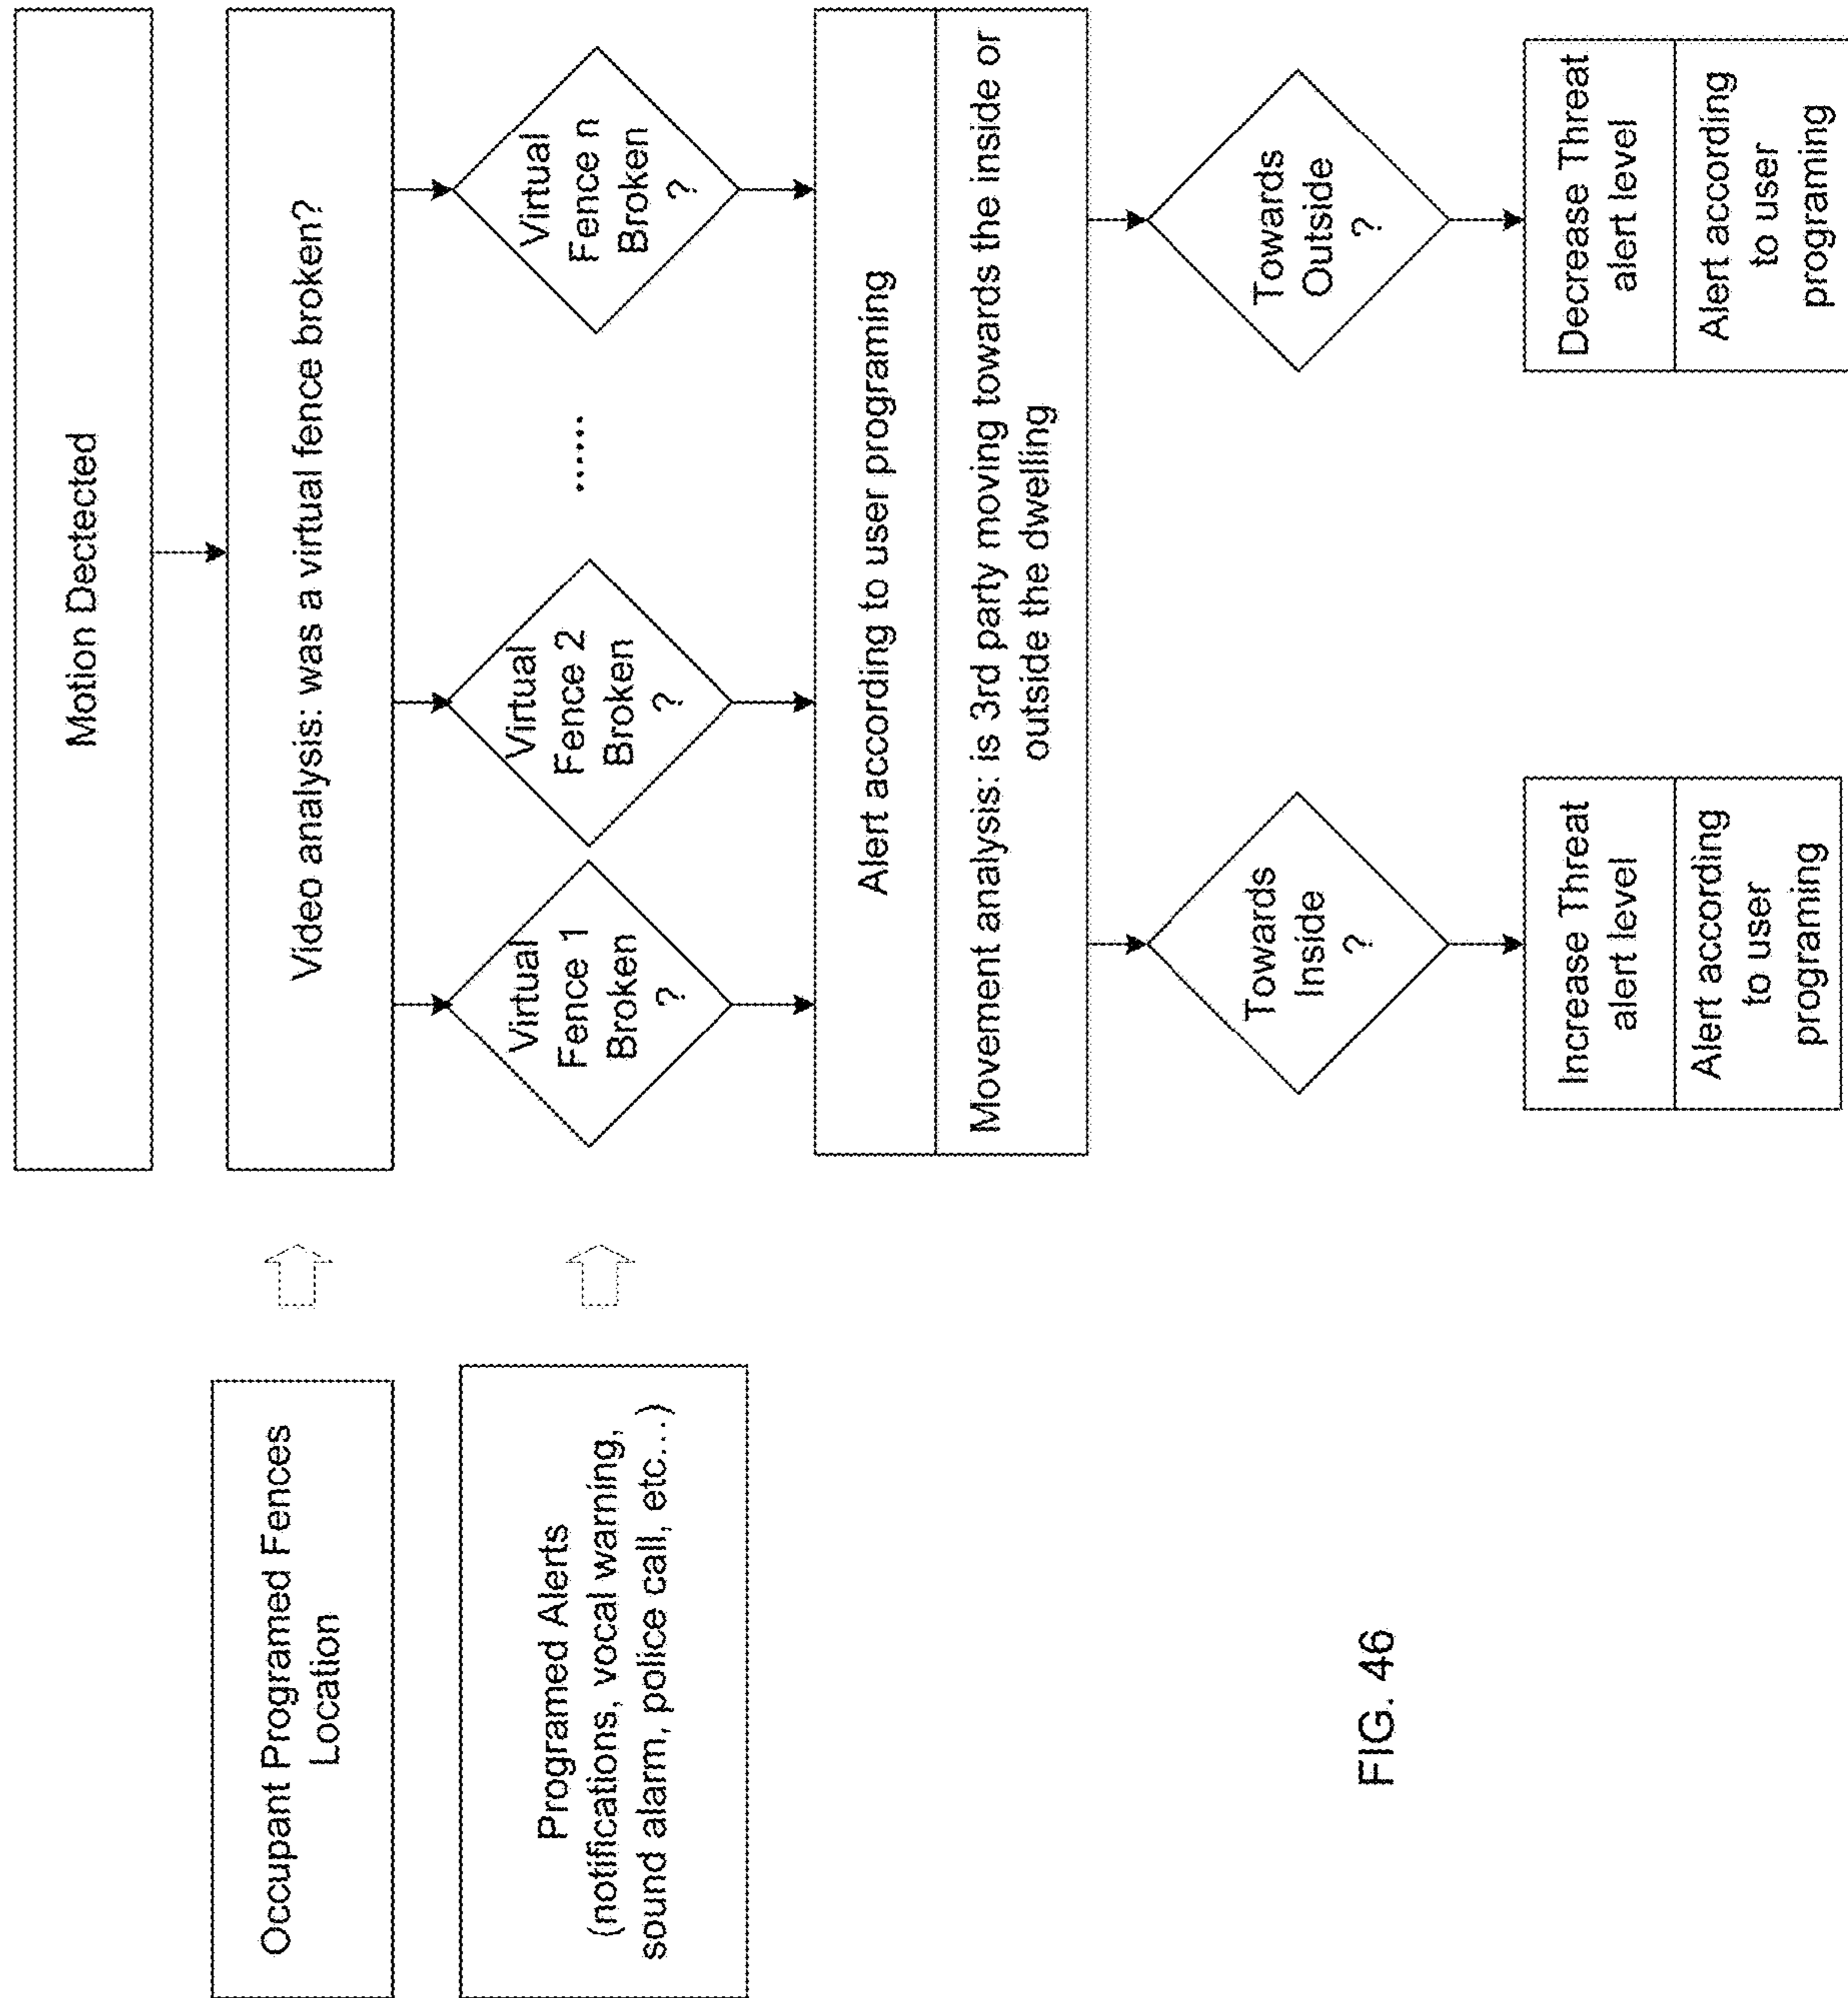 Motion Dectected
Occupant Programed Fences
Location
Video analysis: was a virtual fence broken?
Programed Alerts
(notifications, vocal warning,
sound alarm, police call, etc...)
Virtual
Fence 1
Broken
?
Virtual
Fence 2
Broken
?
......
Virtual
Fence n
Broken
?
Alert according to user programing
Movement analysis: is 3rd party moving towards the inside or
outside the dwelling
Towards
Inside
?
Towards
Outside
?
Increase Threat
alert level
Alert according
to user
programing
Decrease Threat
alert level
Alert according
to user
programing
FIG. 46